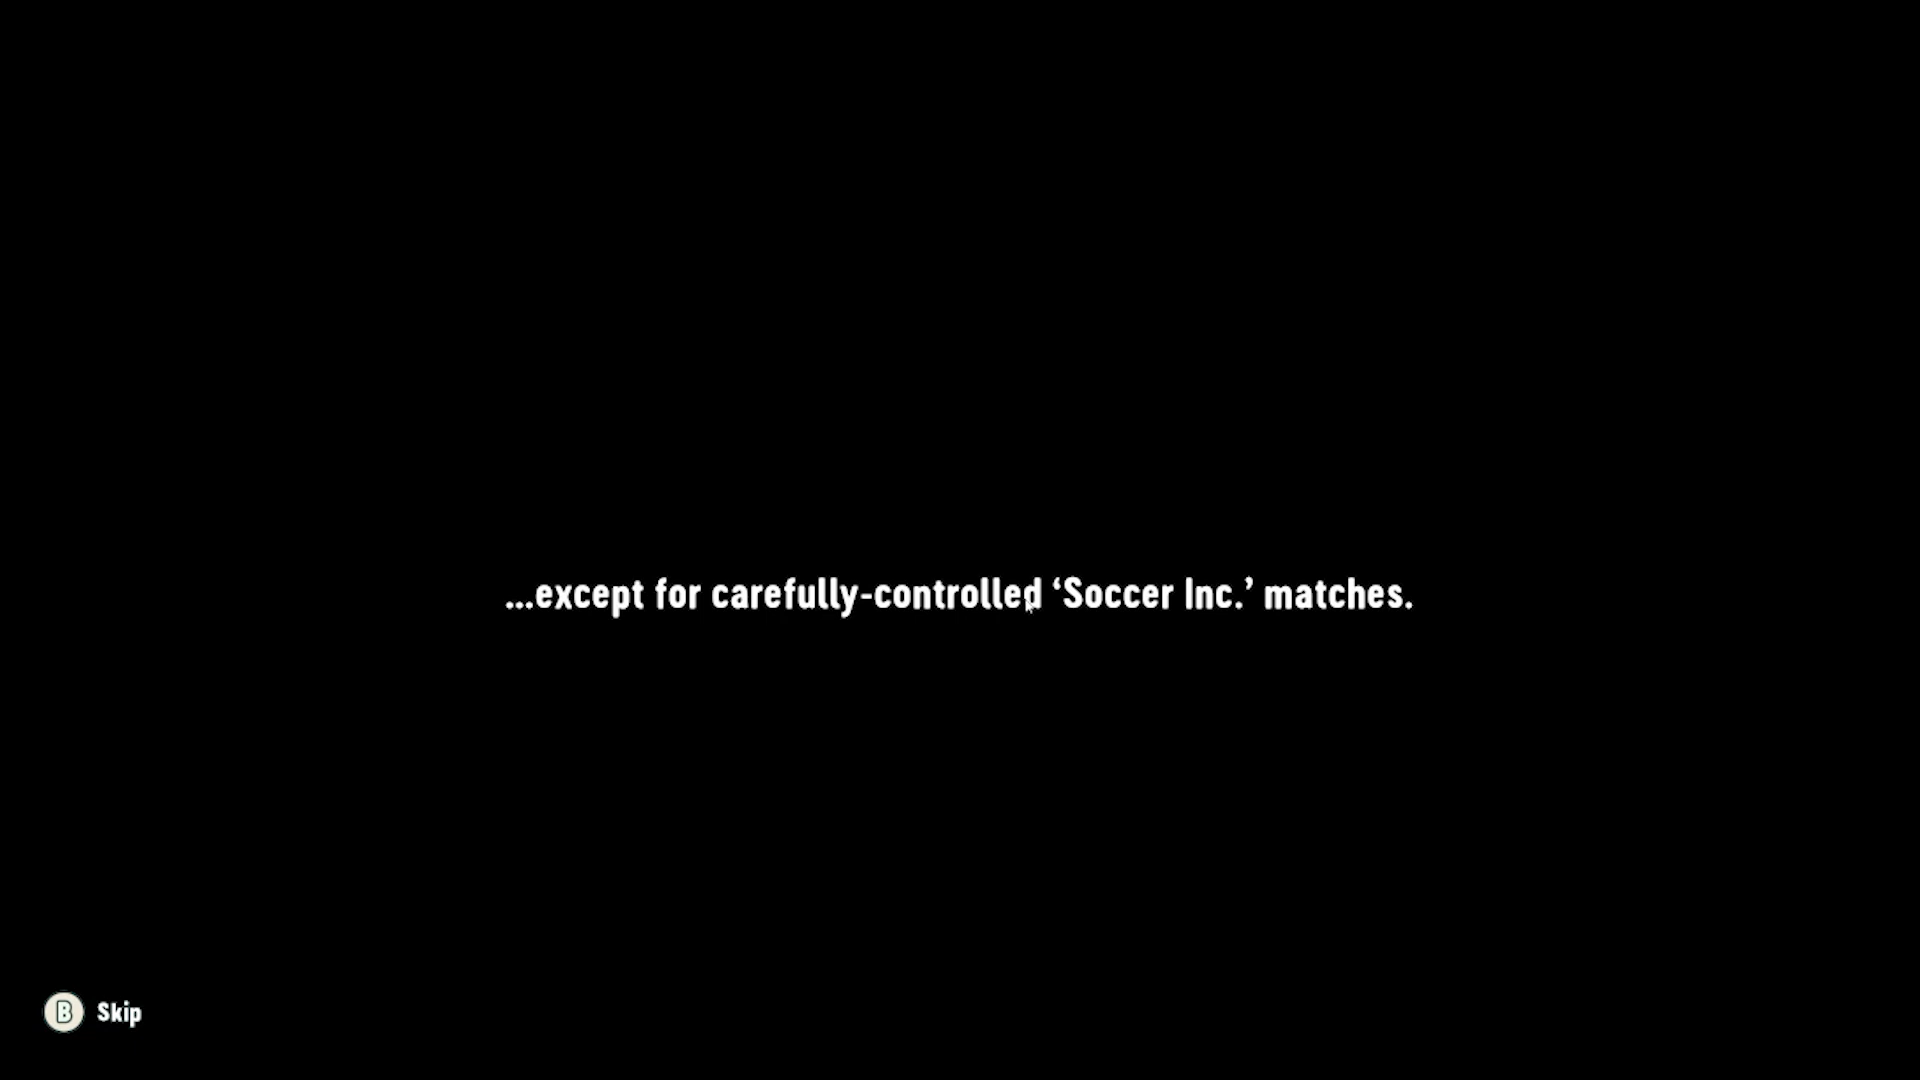 ...except for carefully-controlled ‘Soccer Inc.’ matches.
B Skip